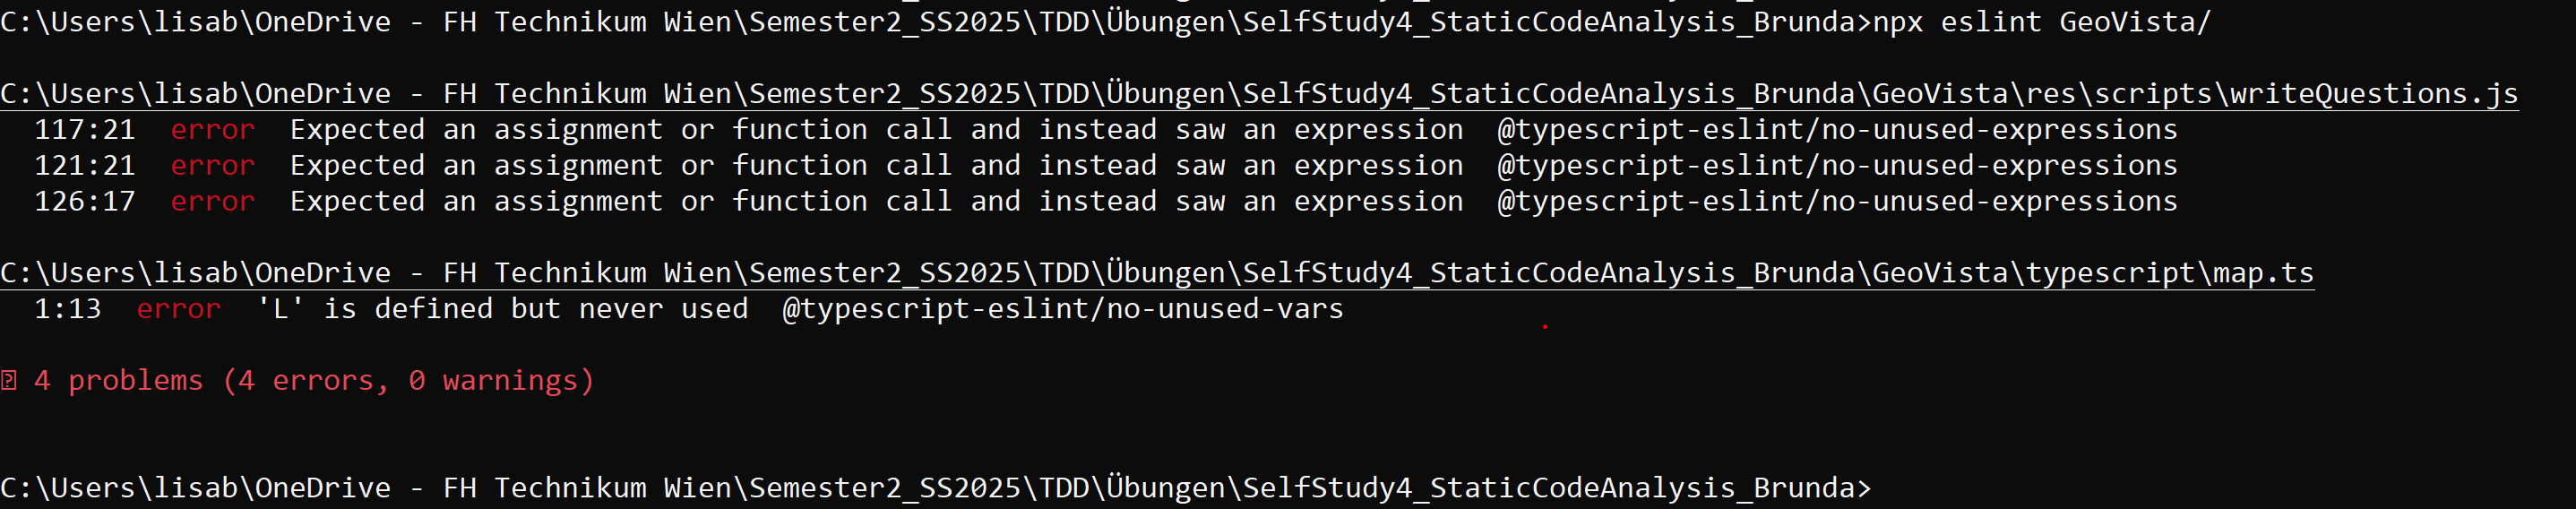 C:\Users\lisab\OneDrive - FH Technikum Wien\Semester2_SS2025\TDD\Übungen\SelfStudy4_StaticCodeAnalysis_Brunda>npx eslint GeoVista/
C:\Users\lisab\OneDrive - FH Technikum Wien\Semester2_SS2025\TDD\Übungen\SelfStudy4_StaticCodeAnalysis_Brunda\GeoVista\res\scripts\writeQuestions.js
117:21  error  Expected an assignment or function call and instead saw an expression  @typescript-eslint/no-unused-expressions
121:21  error  Expected an assignment or function call and instead saw an expression  @typescript-eslint/no-unused-expressions
126:17  error  Expected an assignment or function call and instead saw an expression  @typescript-eslint/no-unused-expressions
C:\Users\lisab\OneDrive - FH Technikum Wien\Semester2_SS2025\TDD\Übungen\SelfStudy4_StaticCodeAnalysis_Brunda\GeoVista\typescript\map.ts
1:13  error  'L' is defined but never used  @typescript-eslint/no-unused-vars
4 problems (4 errors, 0 warnings)
C:\Users\lisab\OneDrive - FH Technikum Wien\Semester2_SS2025\TDD\Übungen\SelfStudy4_StaticCodeAnalysis_Brunda>